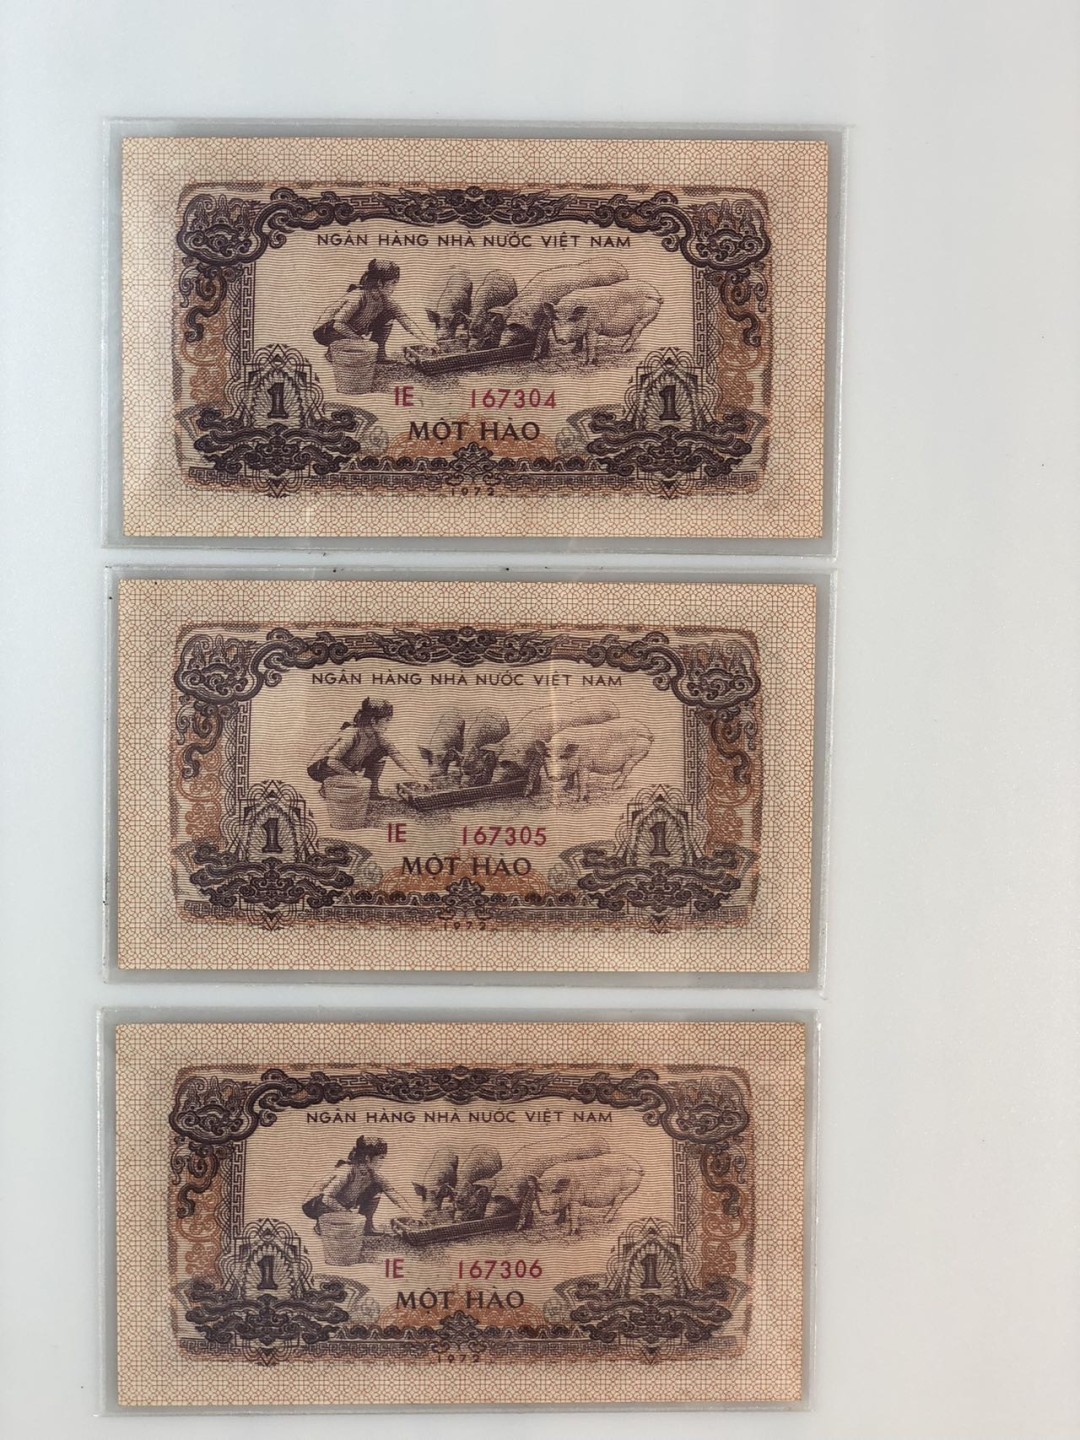 NGÂN HÀNG NHÀ NƯỚC VIỆT NAM
IE 167304
1 1
MỘT HÀO
1972
NGÂN HÀNG NHÀ NƯỚC VIỆT NAM
IE 167305
1 1
MỘT HÀO
1972
NGÂN HÀNG NHÀ NƯỚC VIỆT NAM
IE 167306
1 1
MỘT HÀO
1972